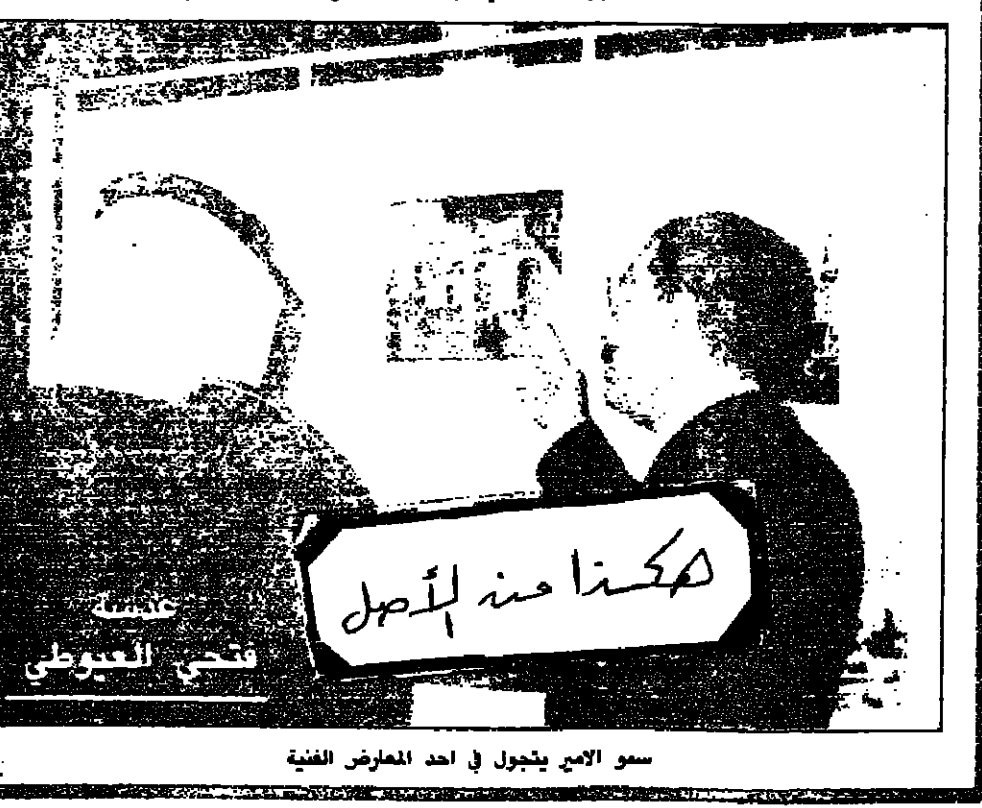 هكذا من الأصل
عدسة
فتحي العيوطي
سمو الامير يتجول في احد المعارض الفنية